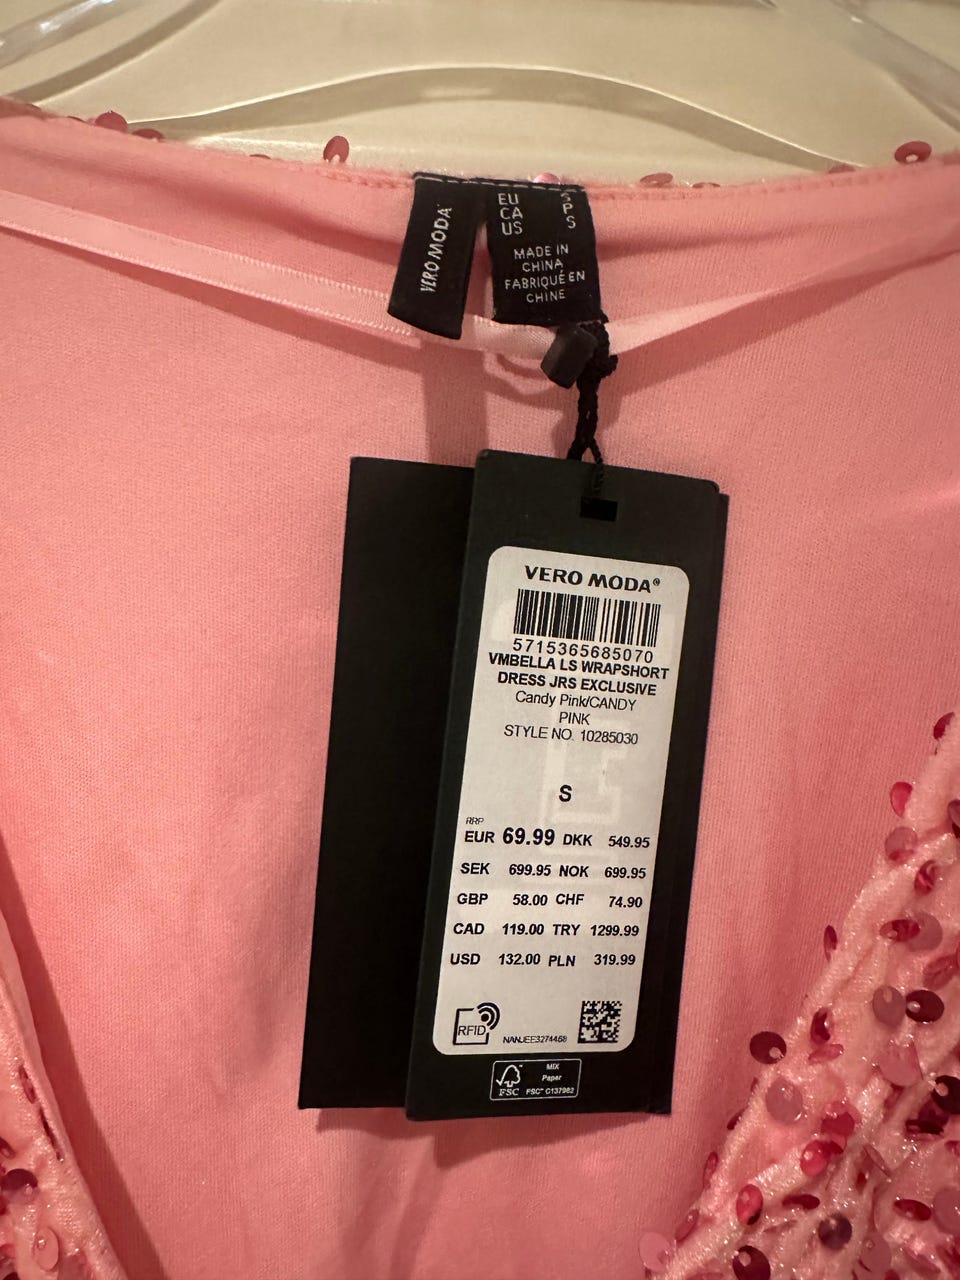 VERO MODA
EU S
CA P
US S
MADE IN
CHINA
FABRIQUÉ EN
CHINE
VERO MODA®
5715365685070
VMBELLA LS WRAPSHORT
DRESS JRS EXCLUSIVE
Candy Pink/CANDY
PINK
STYLE NO. 10285030
S
RRP
EUR 69.99 DKK 549.95
SEK 699.95 NOK 699.95
GBP 58.00 CHF 74.90
CAD 119.00 TRY 1299.99
USD 132.00 PLN 319.99
RFID
NANJEE3274468
FSC
MIX
Paper
FSC™ C137982